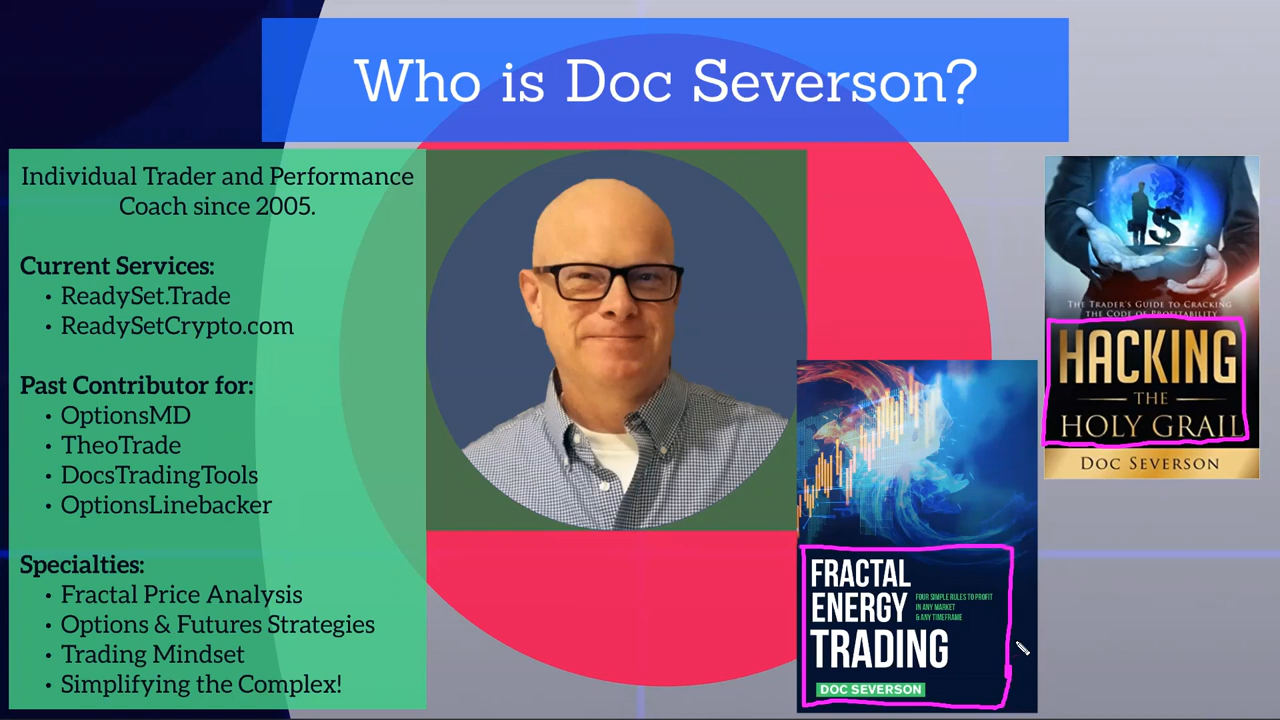 Who is Doc Severson?
Individual Trader and Performance
Coach since 2005.
Current Services:
• ReadySet.Trade
• ReadySetCrypto.com
Past Contributor for:
• OptionsMD
• TheoTrade
• DocsTradingTools
• OptionsLinebacker
Specialties:
• Fractal Price Analysis
• Options & Futures Strategies
• Trading Mindset
• Simplifying the Complex!
FRACTAL
ENERGY
TRADING
FOUR SIMPLE RULES TO PROFIT
IN ANY MARKET
& ANY TIMEFRAME
DOC SEVERSON
$
THE TRADER'S GUIDE TO CRACKING
THE CODE OF PROFITABILITY
HACKING
THE
HOLY GRAIL
DOC SEVERSON